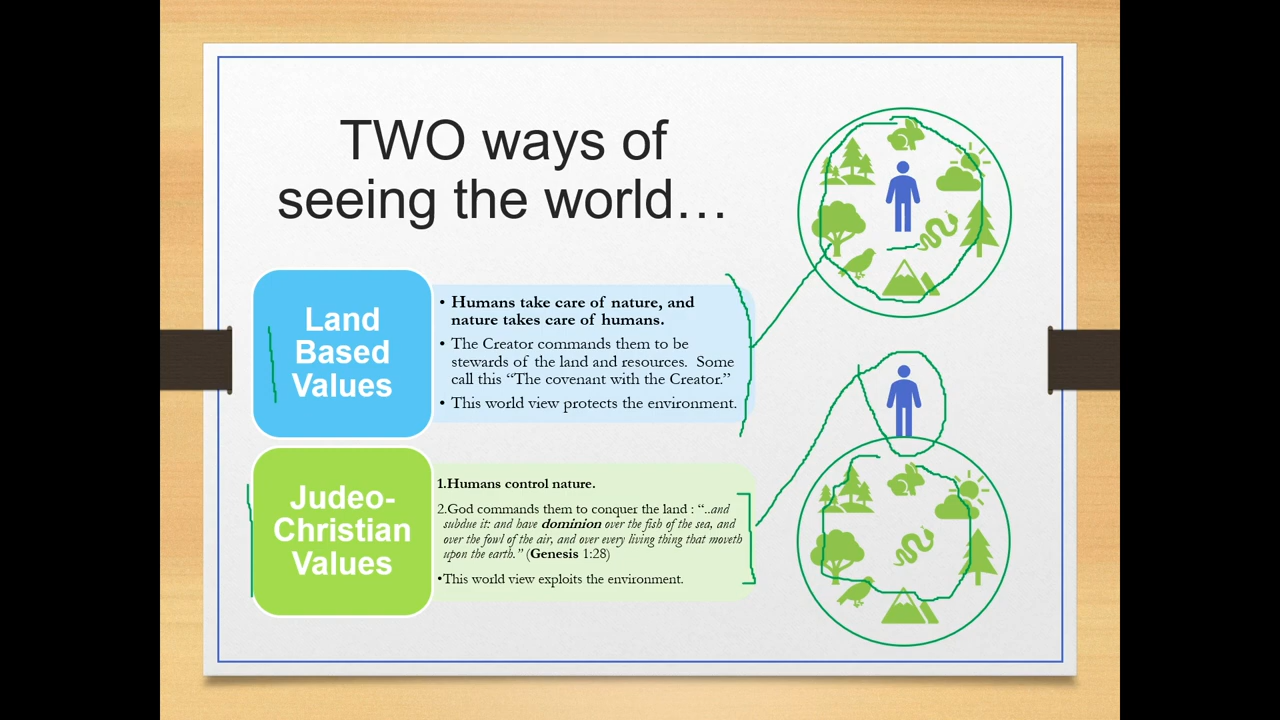 TWO ways of
seeing the world…
Land
Based
Values
• Humans take care of nature, and
nature takes care of humans.
• The Creator commands them to be
stewards of the land and resources. Some
call this “The covenant with the Creator.”
• This world view protects the environment.
Judeo-
Christian
Values
1.Humans control nature.
2.God commands them to conquer the land : “..and
subdue it: and have dominion over the fish of the sea, and
over the fowl of the air, and over every living thing that moveth
upon the earth.” (Genesis 1:28)
•This world view exploits the environment.